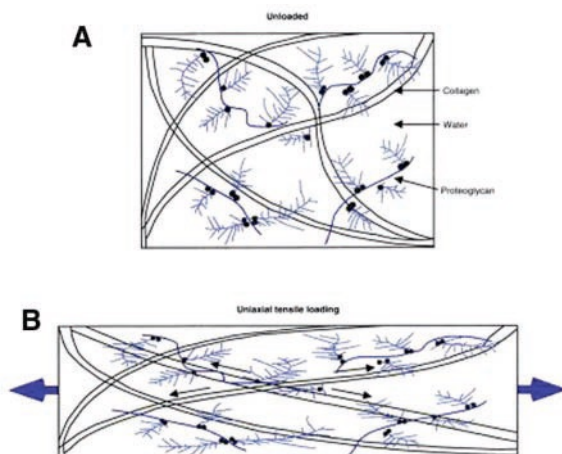 Unloaded
A
Collagen
Water
Proteoglycan
Uniaxial tensile loading
B